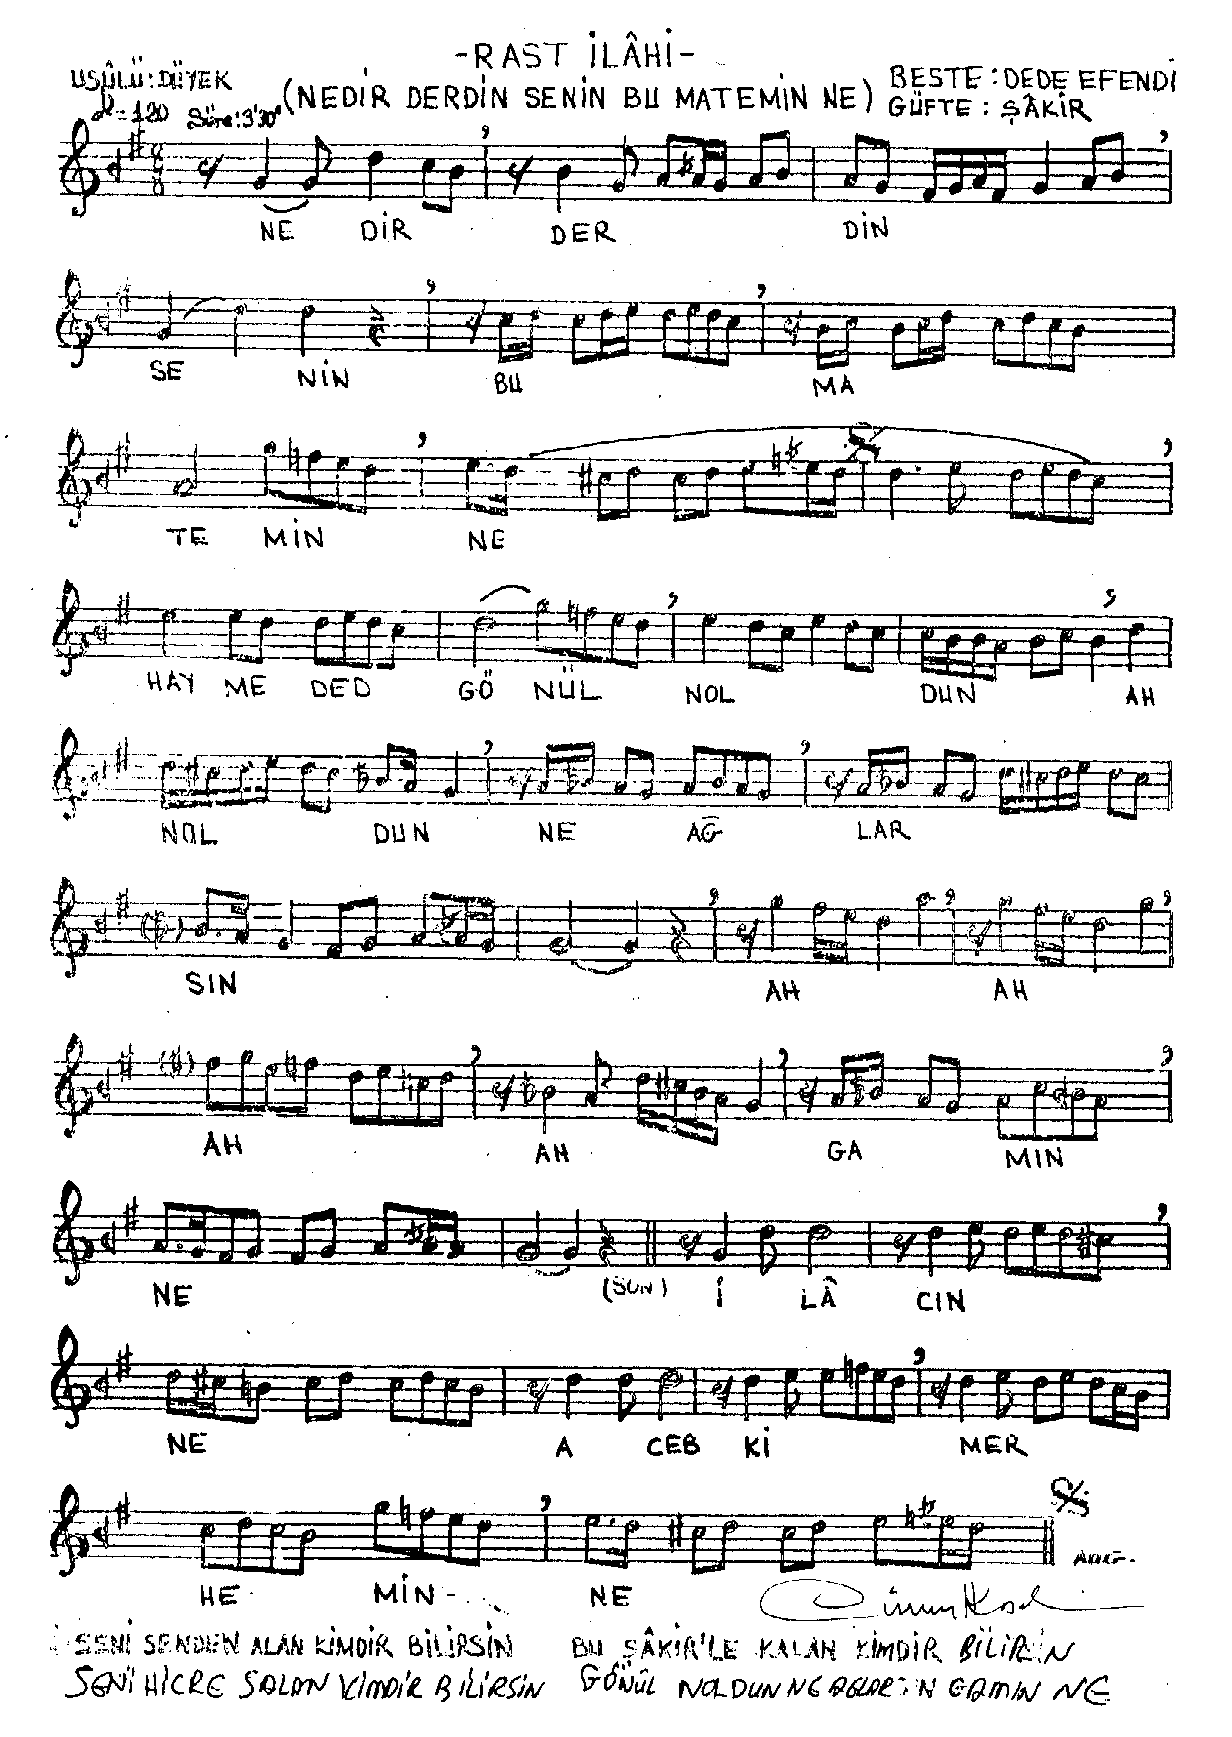 -RAST İLÂHİ-
USÛLÜ: DÜYEK
(NEDİR DERDİN SENİN BU MATEMİN NE)
BESTE: DEDE EFENDİ
= 120 Süre: 3'30"
GÜFTE: ŞÂKİR
NE DİR DER DİN
SE NİN BU MA
TE MİN NE
HAY ME DED GÖ NÜL NOL DUN AH
NOL DUN NE AĞ LAR
SIN AH AH
AH AH GA MIN
NE (SON) İ LÂ CIN
NE A CEB Kİ MER
HE MİN- NE
SENİ SENDEN ALAN KİMDİR BİLİRSİN BU ŞÂKİR'LE KALAN KİMDİR BİLİRSİN
SENİ HİCRE SALAN KİMDİR BİLİRSİN GÖNÜL NOLDUN NE GAMIN NE